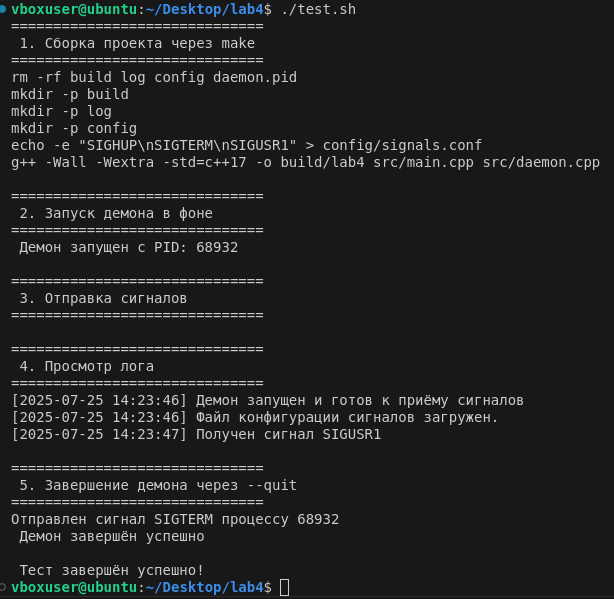 vboxuser@ubuntu:~/Desktop/lab4$ ./test.sh
==============================
 1. Сборка проекта через make
==============================
rm -rf build log config daemon.pid
mkdir -p build
mkdir -p log
mkdir -p config
echo -e "SIGHUP\nSIGTERM\nSIGUSR1" > config/signals.conf
g++ -Wall -Wextra -std=c++17 -o build/lab4 src/main.cpp src/daemon.cpp

==============================
 2. Запуск демона в фоне
==============================
 Демон запущен с PID: 68932

==============================
 3. Отправка сигналов
==============================

==============================
 4. Просмотр лога
==============================
[2025-07-25 14:23:46] Демон запущен и готов к приёму сигналов
[2025-07-25 14:23:46] Файл конфигурации сигналов загружен.
[2025-07-25 14:23:47] Получен сигнал SIGUSR1

==============================
 5. Завершение демона через --quit
==============================
Отправлен сигнал SIGTERM процессу 68932
 Демон завершён успешно

 Тест завершён успешно!
vboxuser@ubuntu:~/Desktop/lab4$